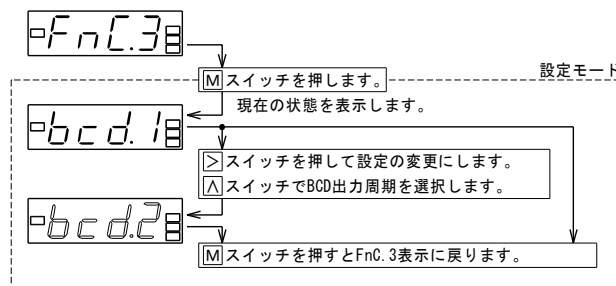 FnC.3
設定モード
Mスイッチを押します。
現在の状態を表示します。
bcd.1
>スイッチを押して設定の変更にします。
∧スイッチでBCD出力周期を選択します。
bcd.2
Mスイッチを押すとFnC.3表示に戻ります。